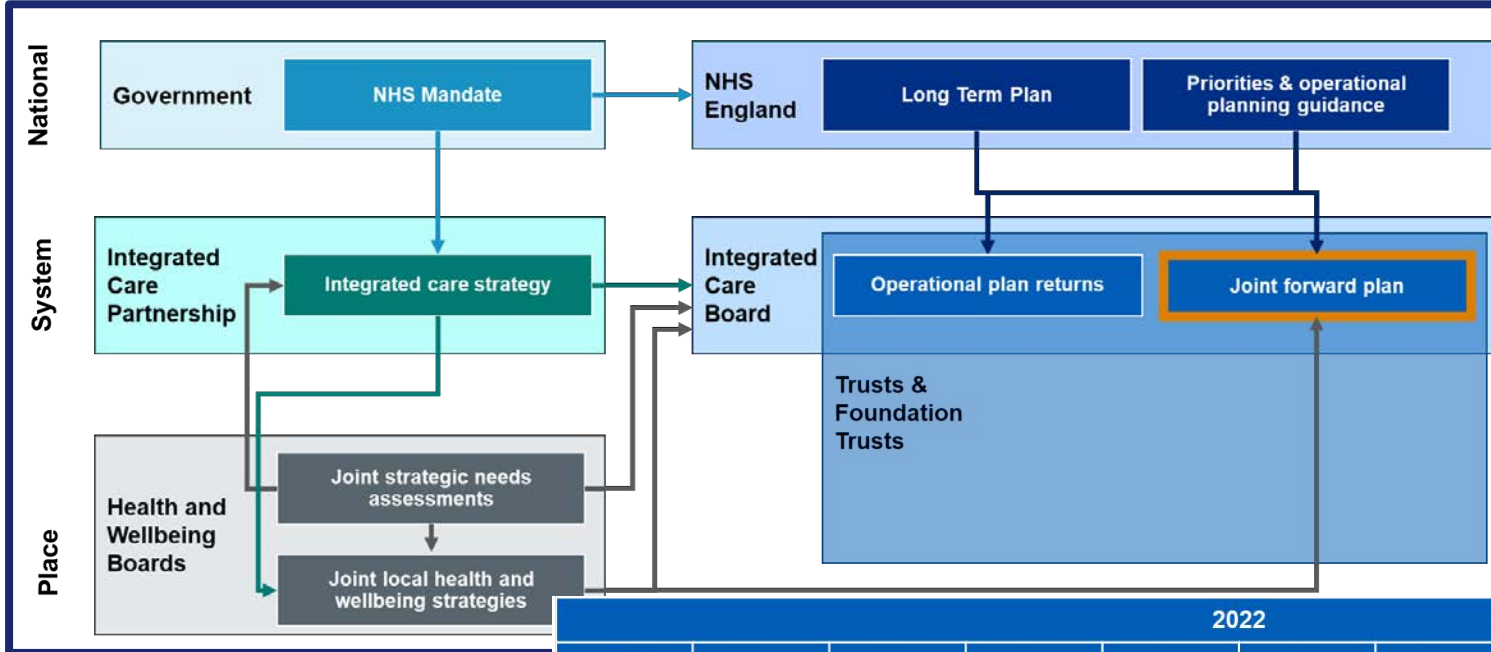 National
Government
NHS Mandate
NHS
England
Long Term Plan
Priorities & operational
planning guidance
System
Integrated
Care
Partnership
Integrated care strategy
Integrated
Care
Board
Operational plan returns
Joint forward plan
Trusts &
Foundation
Trusts
Place
Health and
Wellbeing
Boards
Joint strategic needs
assessments
Joint local health and
wellbeing strategies
2022